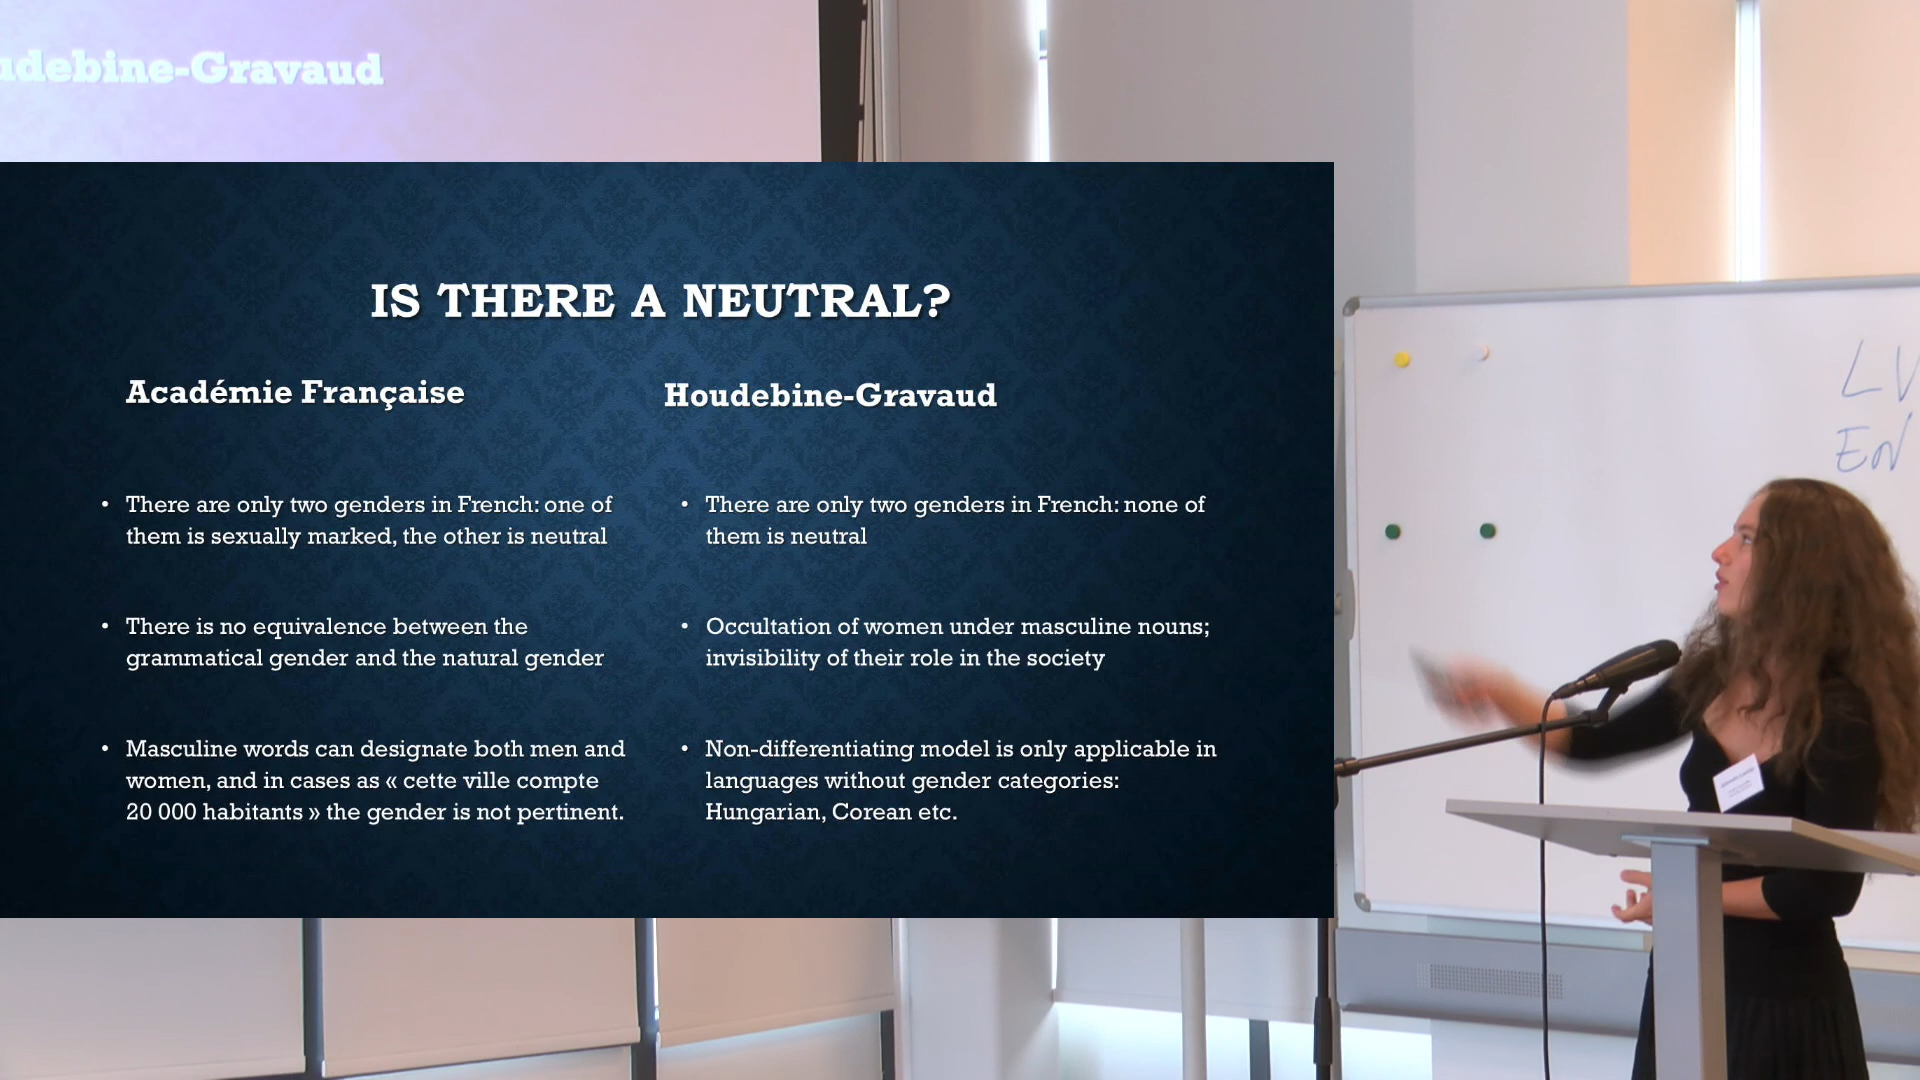 udebine-Gravaud
IS THERE A NEUTRAL?
Académie Française
• There are only two genders in French: one of
them is sexually marked, the other is neutral
• There is no equivalence between the
grammatical gender and the natural gender
• Masculine words can designate both men and
women, and in cases as « cette ville compte
20 000 habitants » the gender is not pertinent.
Houdebine-Gravaud
• There are only two genders in French: none of
them is neutral
• Occultation of women under masculine nouns;
invisibility of their role in the society
• Non-differentiating model is only applicable in
languages without gender categories:
Hungarian, Corean etc.
LV
EN